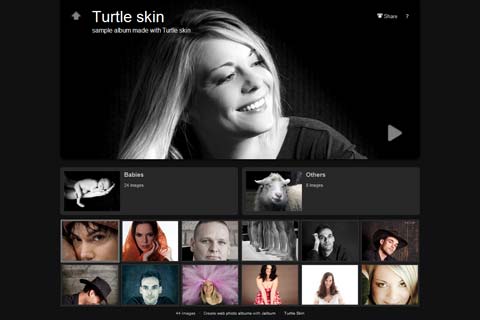 Turtle skin
sample album made with Turtle skin
Share ?
Babies
24 images
Others
8 images
44 images · Create web photo albums with Jalbum · Turtle Skin